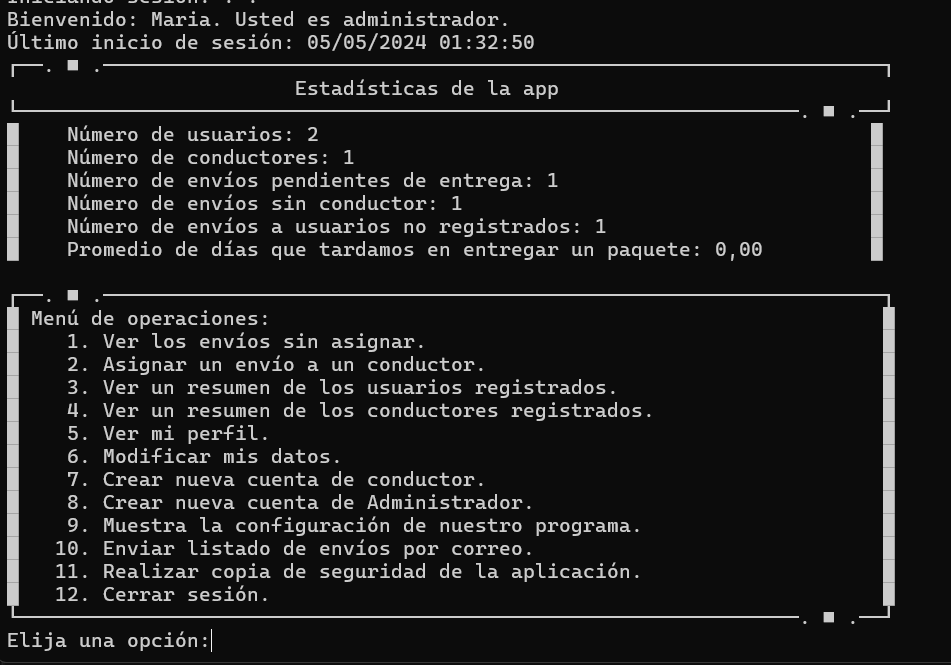 Iniciando sesión: . . .
Bienvenido: Maria. Usted es administrador.
Último inicio de sesión: 05/05/2024 01:32:50
Estadísticas de la app
Número de usuarios: 2
Número de conductores: 1
Número de envíos pendientes de entrega: 1
Número de envíos sin conductor: 1
Número de envíos a usuarios no registrados: 1
Promedio de días que tardamos en entregar un paquete: 0,00
Menú de operaciones:
1. Ver los envíos sin asignar.
2. Asignar un envío a un conductor.
3. Ver un resumen de los usuarios registrados.
4. Ver un resumen de los conductores registrados.
5. Ver mi perfil.
6. Modificar mis datos.
7. Crear nueva cuenta de conductor.
8. Crear nueva cuenta de Administrador.
9. Muestra la configuración de nuestro programa.
10. Enviar listado de envíos por correo.
11. Realizar copia de seguridad de la aplicación.
12. Cerrar sesión.
Elija una opción: